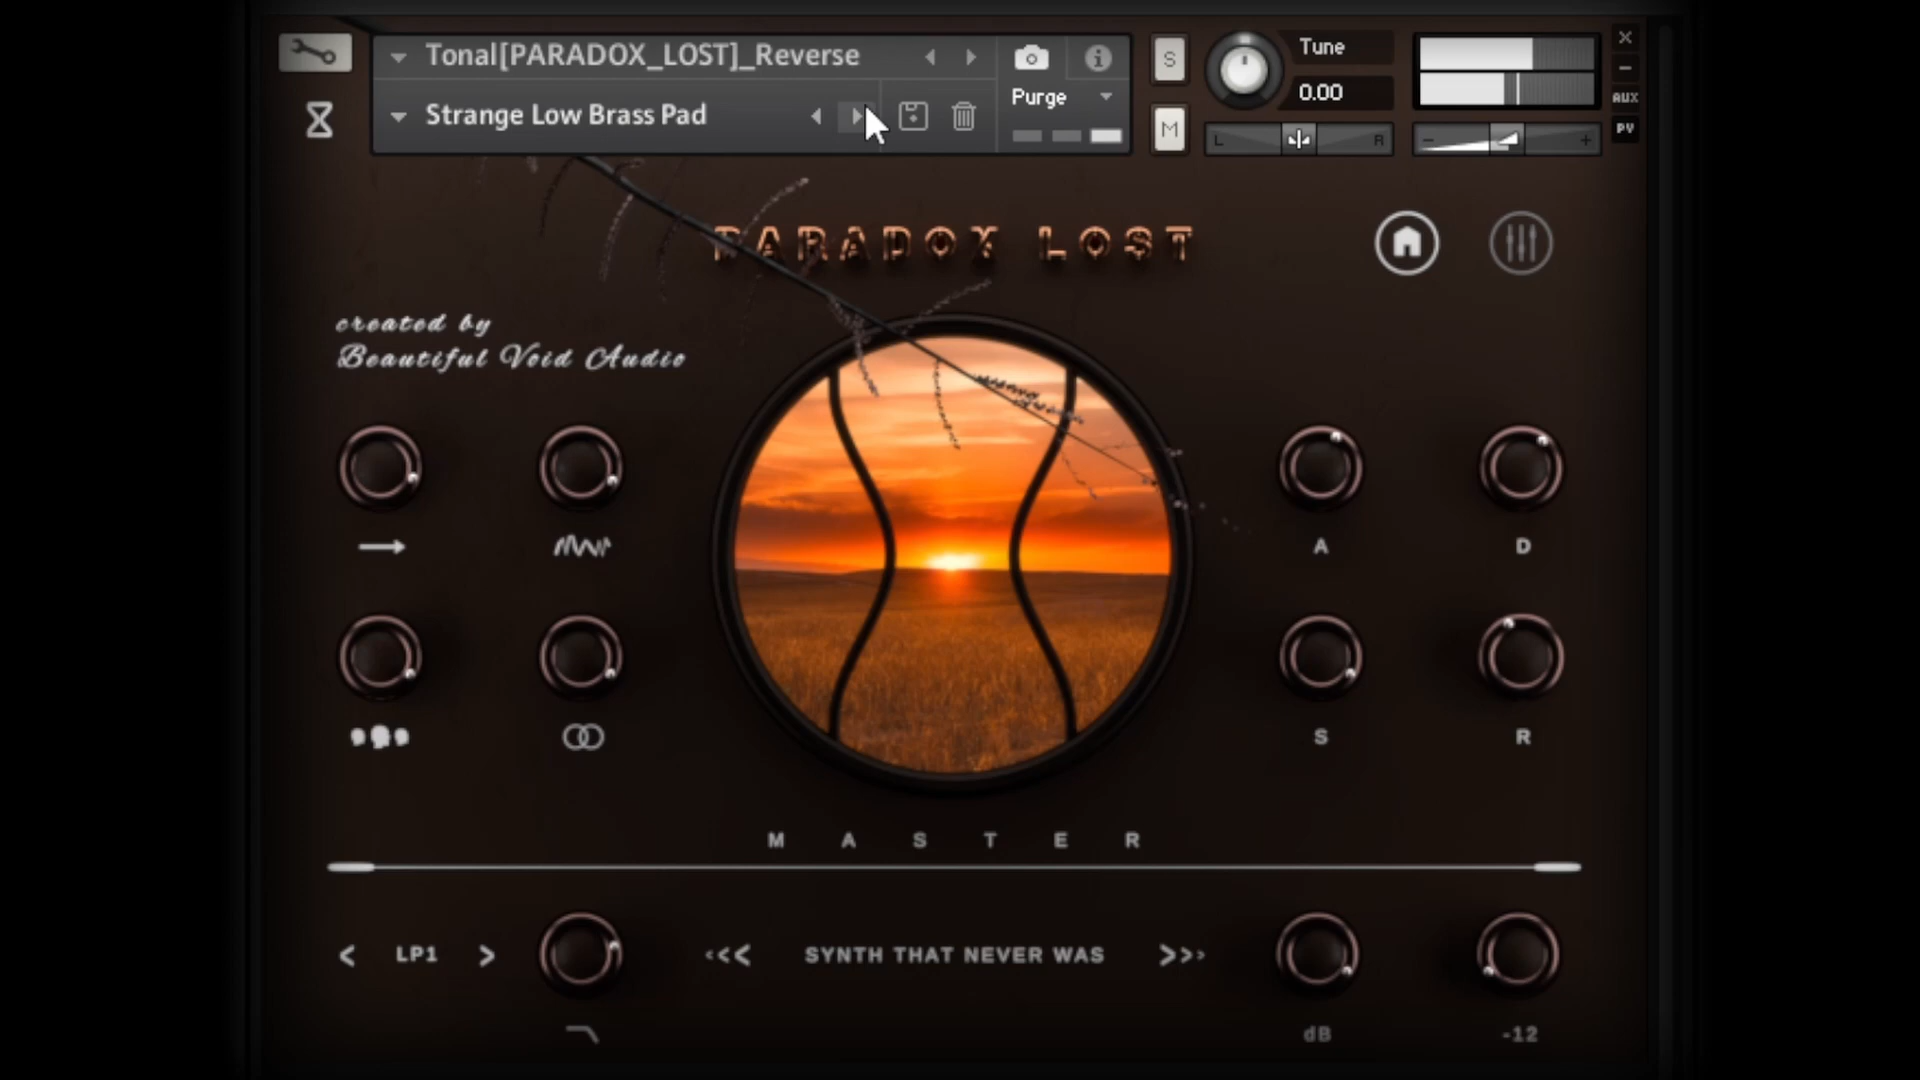 Tonal[PARADOX_LOST]_Reverse
Strange Low Brass Pad
Purge
S
M
Tune
0.00
L
R
AUX
PV
PARADOX LOST
created by
Beautiful Void Audio
A
D
S
R
MASTER
LP1
SYNTH THAT NEVER WAS
dB
-12